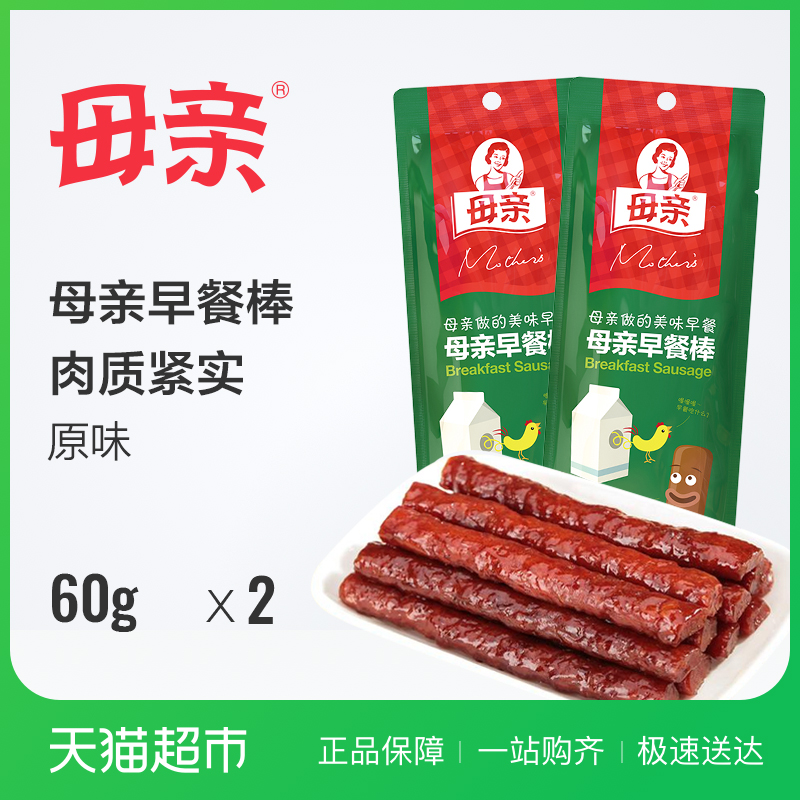 母亲®
母亲早餐棒
肉质紧实
原味
60g X 2
母亲®
Mother's
母亲做的美味早
母亲早餐棒
Breakfast Sausa
母亲®
Mother's
母亲做的美味早餐
母亲早餐棒
Breakfast Sausage
天猫超市 正品保障 | 一站购齐 | 极速送达